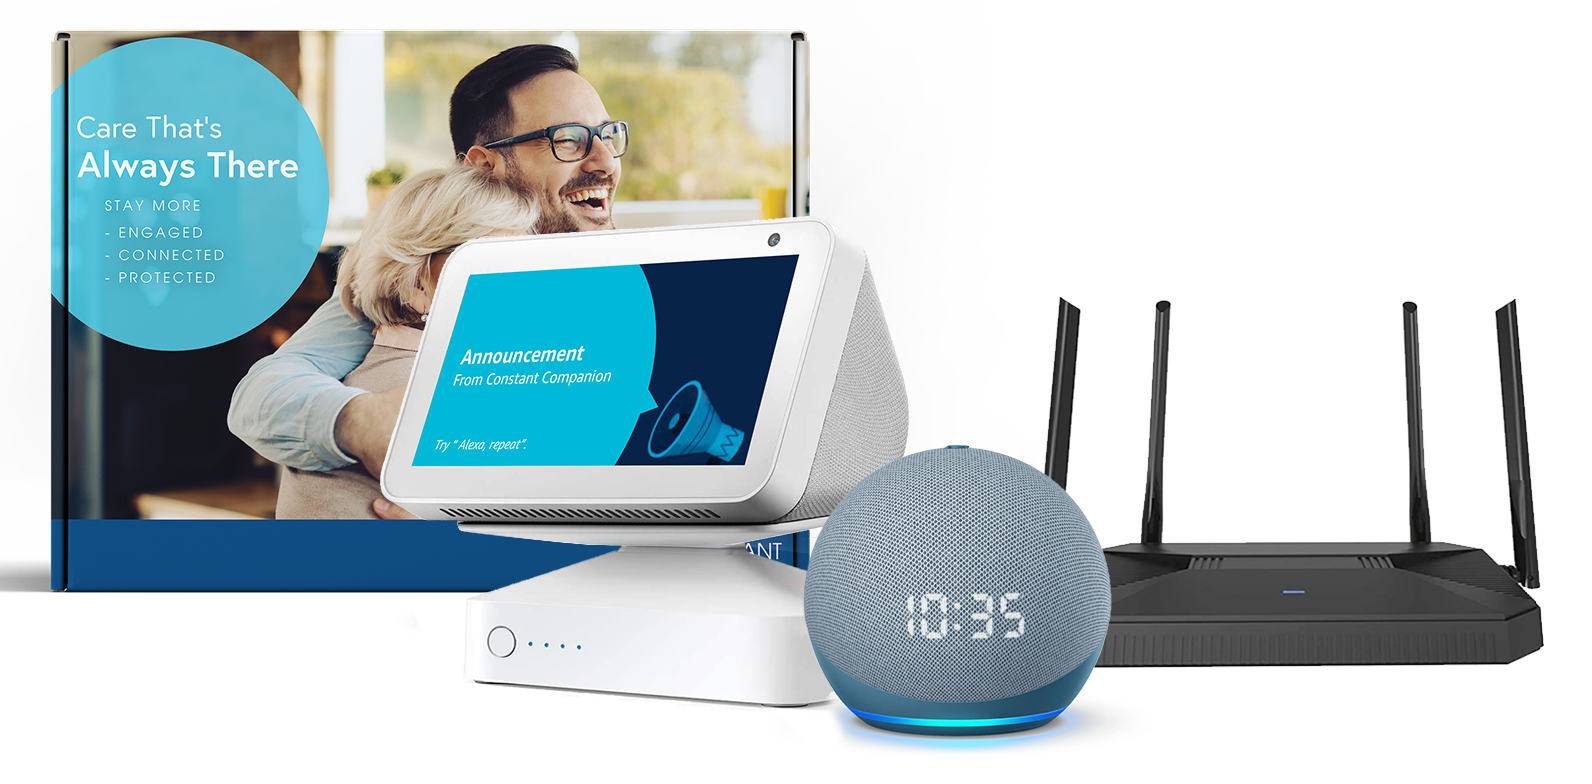 Care That's
Always There
STAY MORE
- ENGAGED
- CONNECTED
- PROTECTED
Announcement
From Constant Companion
Try “Alexa, repeat”.
10:35